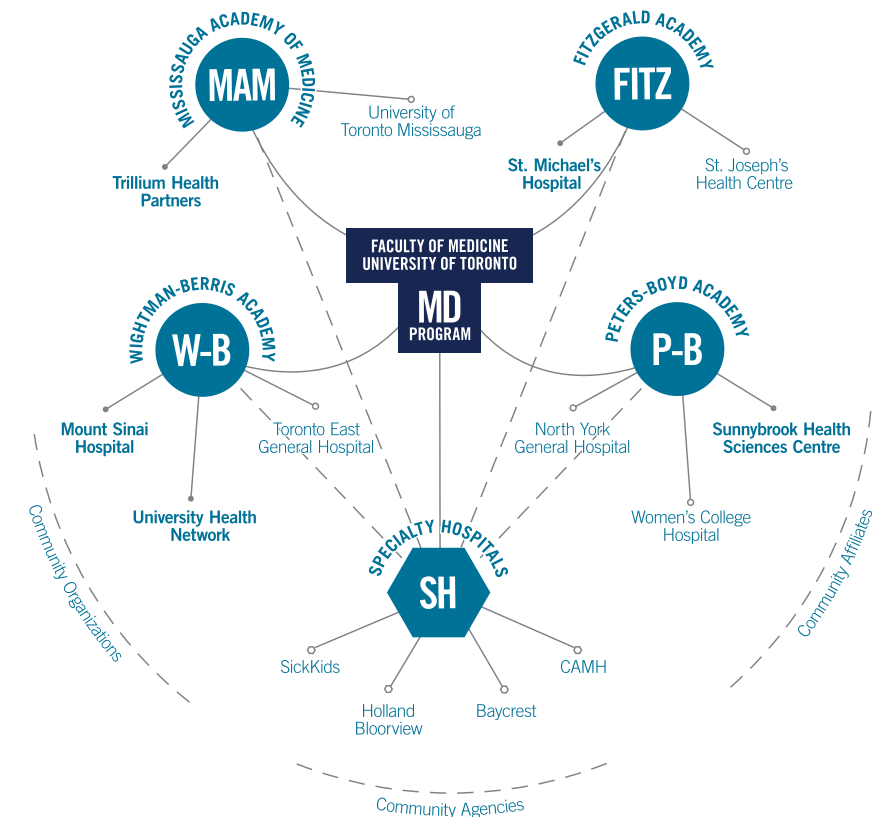 MISSISSAUGA ACADEMY OF MEDICINE
MAM
University of
Toronto Mississauga
Trillium Health
Partners
FITZGERALD ACADEMY
FITZ
St. Michael's
Hospital
St. Joseph's
Health Centre
FACULTY OF MEDICINE
UNIVERSITY OF TORONTO
MD
PROGRAM
WIGHTMAN-BERRIS ACADEMY
W-B
Mount Sinai
Hospital
Toronto East
General Hospital
University Health
Network
PETERS-BOYD ACADEMY
P-B
North York
General Hospital
Sunnybrook Health
Sciences Centre
Women's College
Hospital
SPECIALTY HOSPITALS
SH
SickKids
Holland
Bloorview
Baycrest
CAMH
Community Organizations
Community Agencies
Community Affiliates